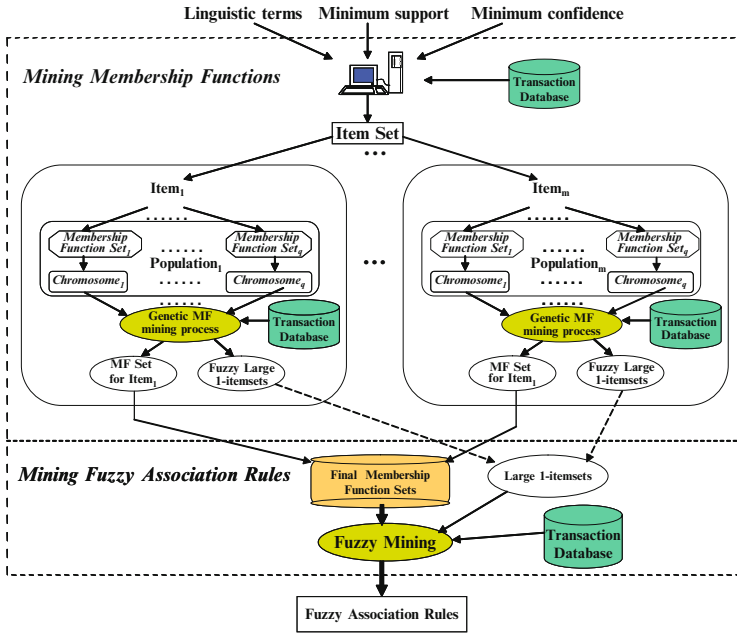 Linguistic terms
Minimum support
Minimum confidence
Mining Membership Functions
Transaction
Database
Item Set
...
Item1
......
Membership
Function Set1
......
Membership
Function Setq
Population1
Chromosome1
......
Chromosomeq
......
Genetic MF
mining process
Transaction
Database
MF Set
for Item1
Fuzzy Large
1-itemsets
...
Itemm
......
Membership
Function Set1
......
Membership
Function Setq
Populationm
Chromosome1
......
Chromosomeq
......
Genetic MF
mining process
Transaction
Database
MF Set
for Item1
Fuzzy Large
1-itemsets
Mining Fuzzy Association Rules
Final Membership
Function Sets
Large 1-itemsets
Fuzzy Mining
Transaction
Database
Fuzzy Association Rules